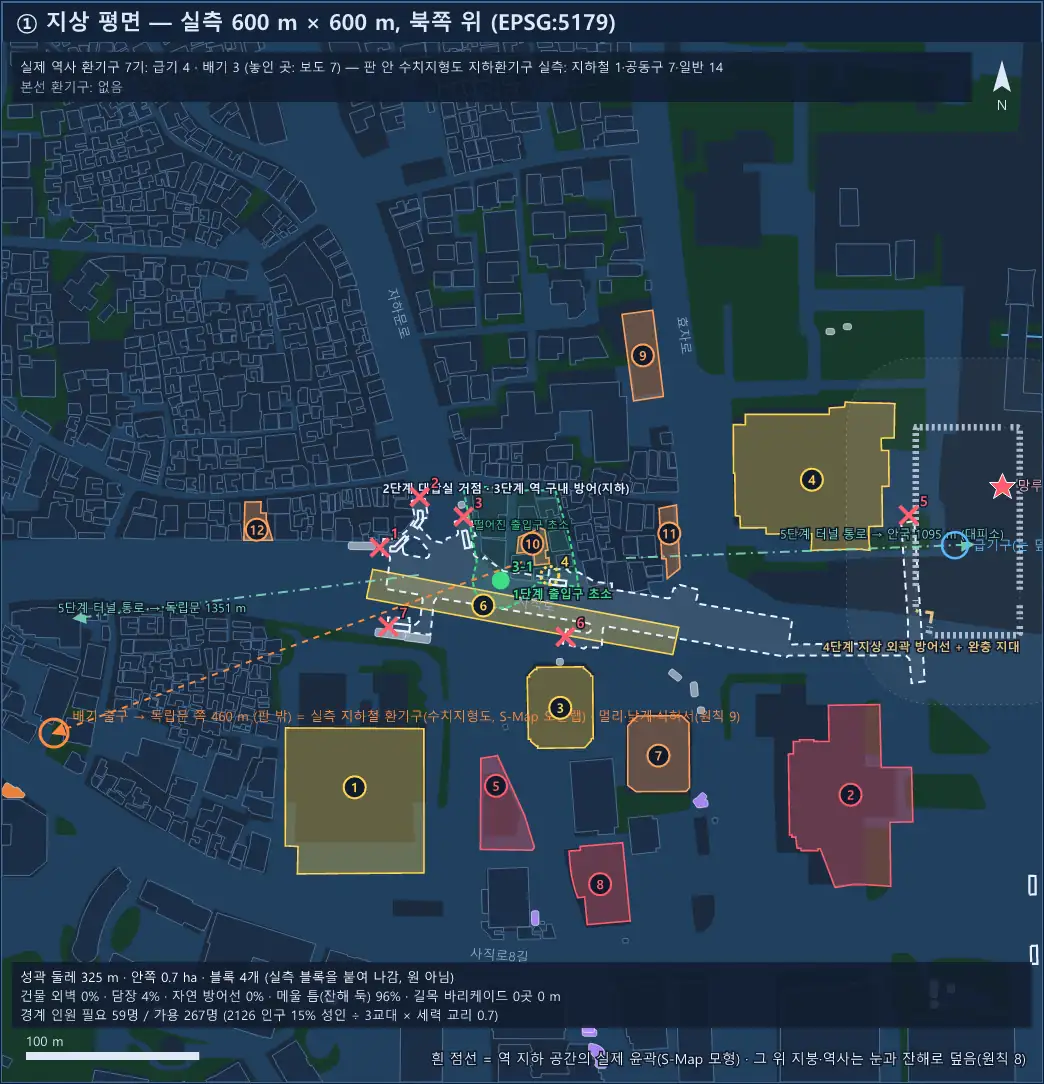 ① 지상 평면 — 실측 600 m × 600 m, 북쪽 위 (EPSG:5179)
실제 역사 환기구 7기: 급기 4 · 배기 3 (놓인 곳: 보도 7) — 판 안 수치지형도 지하환기구 실측: 지하철 1·공동구 7·일반 14
본선 환기구: 없음
N
자하문로
효자로
9
4
2단계 대합실 거점 · 3단계 역 구내 방어(지하)
2
3
5
망루
떨어진 출입구 초소
12
1
10
11
5단계 터널 통로 → 안국 1095 m (대피소)
3-1
4
1단계 출입구 초소
5단계 터널 통로 → 독립문 1351 m
6
7
6
7
4단계 지상 외곽 방어선 + 완충 지대
3
배기 출구 → 독립문 쪽 460 m (판 밖) = 실측 지하철 환기구(수치지형도, S-Map
7
1
5
2
8
사직로8길
성곽 둘레 325 m · 안쪽 0.7 ha · 블록 4개 (실측 블록을 붙여 나감, 원 아님)
건물 외벽 0% · 담장 4% · 자연 방어선 0% · 메울 틈(잔해 둑) 96% · 길목 바리케이드 0곳 0 m
경계 인원 필요 59명 / 가용 267명 (2126 인구 15% 성인 ÷ 3교대 × 세력 교리 0.7)
100 m
흰 점선 = 역 지하 공간의 실제 윤곽(S-Map 모형) · 그 위 지붕·역사는 눈과 잔해로 덮음(원칙 8)